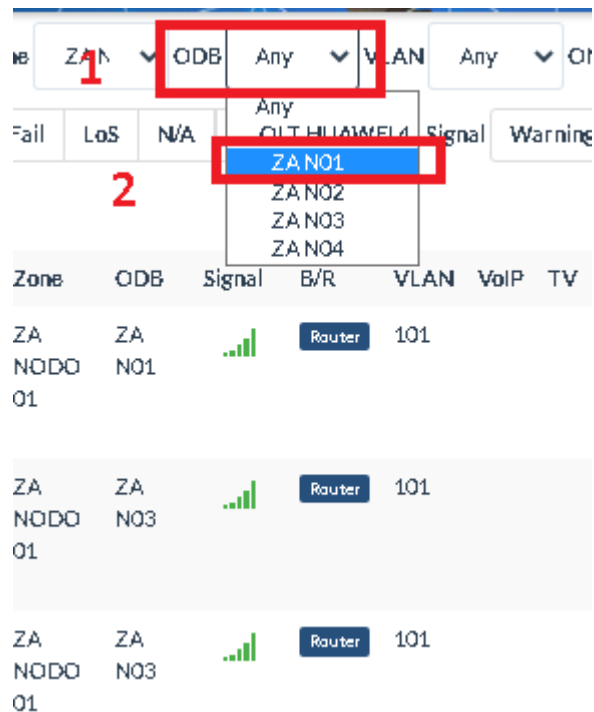 ZA N ODB Any VLAN Any
1
Any
Fail LoS N/A OLT HUAWEI4 Signal Warning
ZA N01
2
ZA N02
ZA N03
ZA N04
Zone ODB Signal B/R VLAN VoIP TV
ZA NODO 01 ZA N01 Router 101
ZA NODO 01 ZA N03 Router 101
ZA NODO 01 ZA N03 Router 101